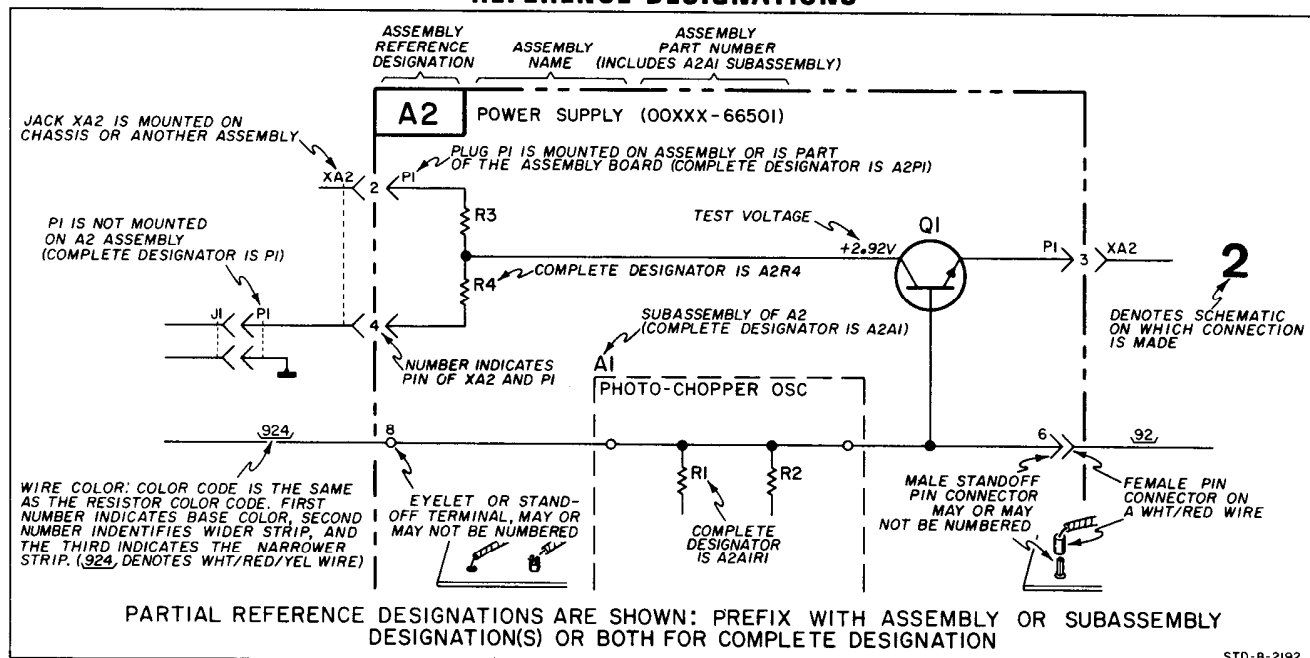 REFERENCE DESIGNATIONS
ASSEMBLY
REFERENCE
DESIGNATION
ASSEMBLY
NAME
ASSEMBLY
PART NUMBER
(INCLUDES A2A1 SUBASSEMBLY)
A2
POWER SUPPLY (00XXX-66501)
JACK XA2 IS MOUNTED ON
CHASSIS OR ANOTHER ASSEMBLY
PLUG P1 IS MOUNTED ON ASSEMBLY OR IS PART
OF THE ASSEMBLY BOARD (COMPLETE DESIGNATOR IS A2P1)
XA2
2
P1
R3
P1 IS NOT MOUNTED
ON A2 ASSEMBLY
(COMPLETE DESIGNATOR IS P1)
TEST VOLTAGE
+2.92V
Q1
P1
3
XA2
2
R4
COMPLETE DESIGNATOR IS A2R4
DENOTES SCHEMATIC
ON WHICH CONNECTION
IS MADE
J1
P1
4
SUBASSEMBLY OF A2
(COMPLETE DESIGNATOR IS A2A1)
NUMBER INDICATES
PIN OF XA2 AND P1
A1
PHOTO-CHOPPER OSC
924
8
6
92
R1
R2
WIRE COLOR: COLOR CODE IS THE SAME
AS THE RESISTOR COLOR CODE. FIRST
NUMBER INDICATES BASE COLOR, SECOND
NUMBER INDENTIFIES WIDER STRIP, AND
THE THIRD INDICATES THE NARROWER
STRIP. (924 DENOTES WHT/RED/YEL WIRE)
EYELET OR STAND-
OFF TERMINAL, MAY OR
MAY NOT BE NUMBERED
COMPLETE
DESIGNATOR
IS A2A1R1
MALE STANDOFF
PIN CONNECTOR
MAY OR MAY
NOT BE NUMBERED
FEMALE PIN
CONNECTOR ON
A WHT/RED WIRE
PARTIAL REFERENCE DESIGNATIONS ARE SHOWN: PREFIX WITH ASSEMBLY OR SUBASSEMBLY
DESIGNATION(S) OR BOTH FOR COMPLETE DESIGNATION
STD-B-2192